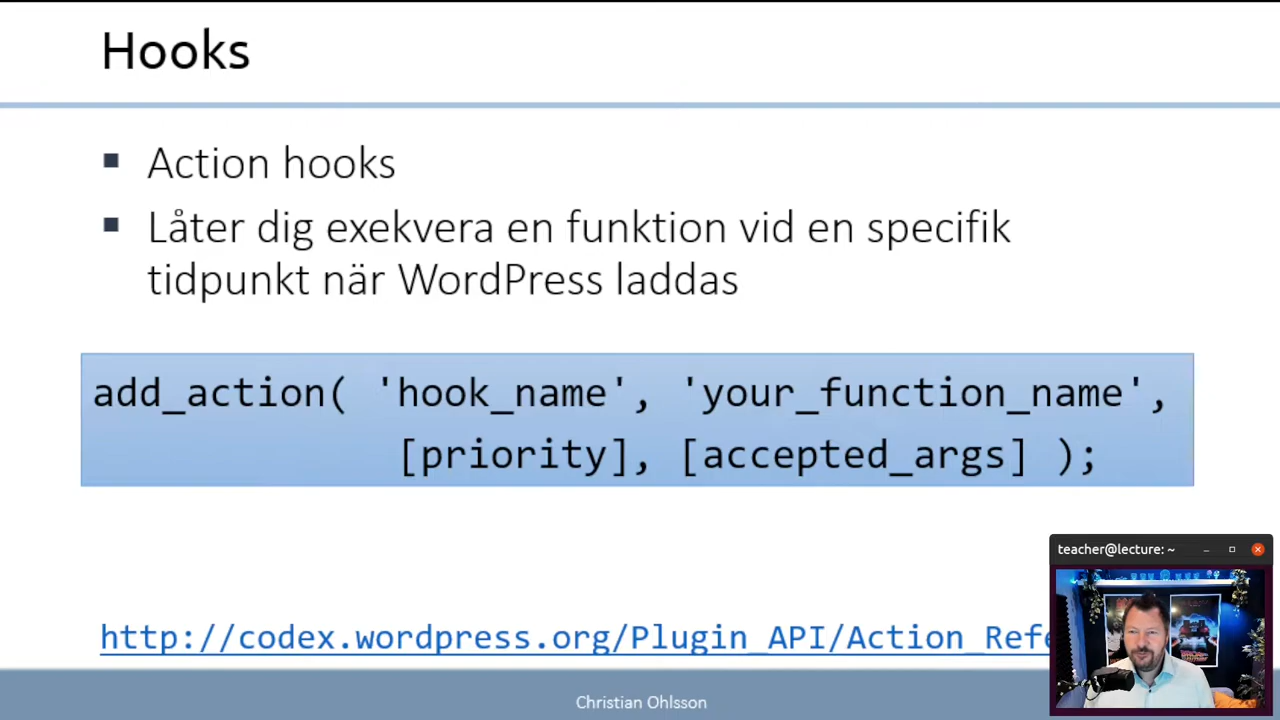 Hooks
Action hooks
Låter dig exekvera en funktion vid en specifik
tidpunkt när WordPress laddas
add_action( 'hook_name', 'your_function_name',
[priority], [accepted_args] );
teacher@lecture: ~
http://codex.wordpress.org/Plugin_API/Action_Refe
Christian Ohlsson